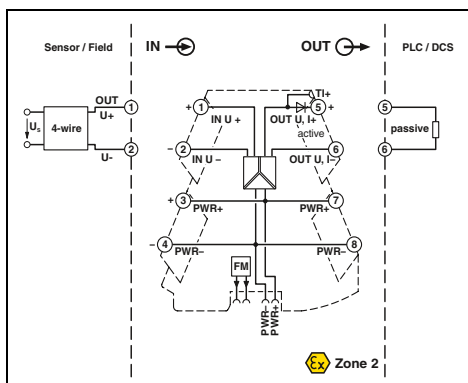 Sensor / Field
IN
OUT
PLC / DCS
OUT
U+
1
Us
4-wire
U-
2
+ 1
IN U +
TI+
5 +
OUT U, I+
active
5
passive
6
- 2
IN U -
6
OUT U, I-
+ 3
PWR+
7
PWR+
- 4
PWR-
8
PWR-
FM
PWR-
PWR+
Ex Zone 2